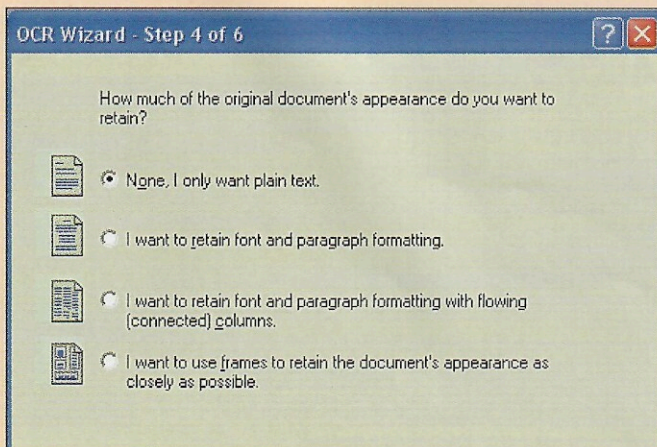 OCR Wizard - Step 4 of 6
How much of the original document's appearance do you want to
retain?
None, I only want plain text.
I want to retain font and paragraph formatting.
I want to retain font and paragraph formatting with flowing
(connected) columns.
I want to use frames to retain the document's appearance as
closely as possible.